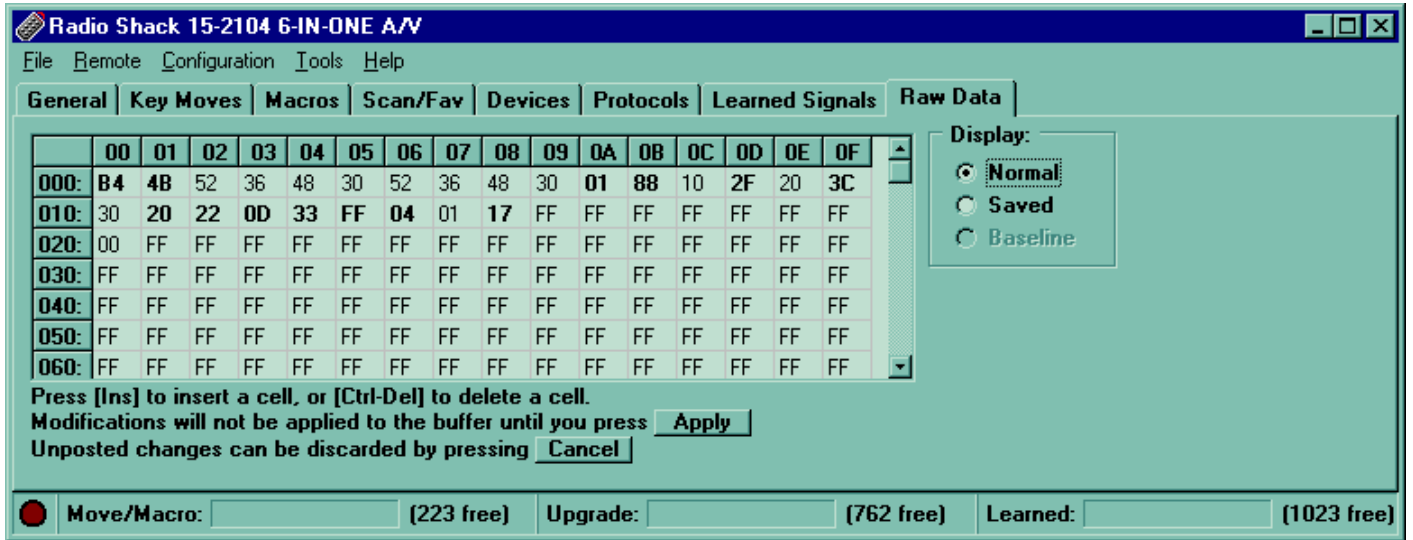 Radio Shack 15-2104 6-IN-ONE A/V
File Remote Configuration Tools Help
General Key Moves Macros Scan/Fav Devices Protocols Learned Signals Raw Data
Display:
00 01 02 03 04 05 06 07 08 09 0A 0B 0C 0D 0E 0F
000: B4 4B 52 36 48 30 52 36 48 30 01 88 10 2F 20 3C
010: 30 20 22 0D 33 FF 04 01 17 FF FF FF FF FF FF FF
020: 00 FF FF FF FF FF FF FF FF FF FF FF FF FF FF FF
030: FF FF FF FF FF FF FF FF FF FF FF FF FF FF FF FF
040: FF FF FF FF FF FF FF FF FF FF FF FF FF FF FF FF
050: FF FF FF FF FF FF FF FF FF FF FF FF FF FF FF FF
060: FF FF FF FF FF FF FF FF FF FF FF FF FF FF FF FF
Normal
Saved
Baseline
Press [Ins] to insert a cell, or [Ctrl-Del] to delete a cell.
Modifications will not be applied to the buffer until you press Apply
Unposted changes can be discarded by pressing Cancel
Move/Macro: (223 free) Upgrade: (762 free) Learned: (1023 free)